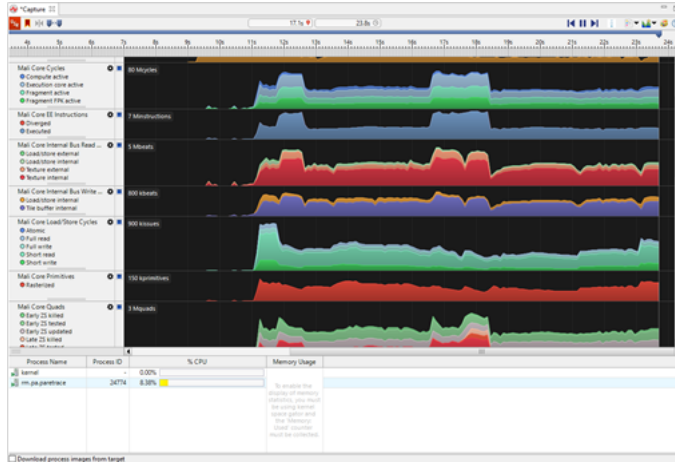 *Capture
17.1s
23.8s
4s 5s 6s 7s 8s 9s 10s 11s 12s 13s 14s 15s 16s 17s 18s 19s 20s 21s 22s 23s 24s
Mali Core Cycles
80 Mcycles
Compute active
Execution core active
Fragment active
Fragment FPK active
Mali Core EE Instructions
7 Minstructions
Diverged
Executed
Mali Core Internal Bus Read ...
5 Mbeats
Load/store external
Load/store internal
Texture external
Texture internal
Mali Core Internal Bus Write ...
800 kbeats
Load/store internal
Tile buffer internal
Mali Core Load/Store Cycles
900 kissues
Atomic
Full read
Full write
Short read
Short write
Mali Core Primitives
150 kprimitives
Rasterized
Mali Core Quads
3 Mquads
Early ZS killed
Early ZS tested
Early ZS updated
Late ZS killed
Late ZS tested
Process Name Process ID % CPU Memory Usage
kernel - 0.00%
rm.pa.paretrace 24774 8.38%
To enable the
display of memory
statistics, you must
be using kernel
space gator and
the 'Memory:
Used' counter
must be collected.
Download process images from target